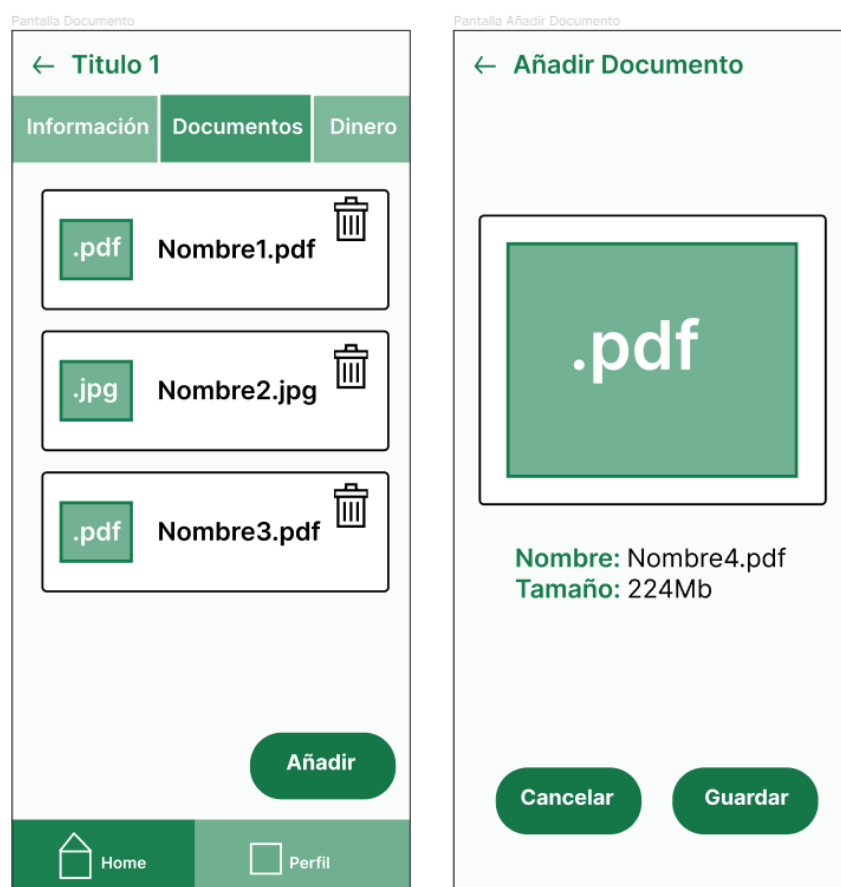 Pantalla Documento
← Titulo 1
Información Documentos Dinero
.pdf Nombre1.pdf
.jpg Nombre2.jpg
.pdf Nombre3.pdf
Añadir
Home Perfil
Pantalla Añadir Documento
← Añadir Documento
.pdf
Nombre: Nombre4.pdf
Tamaño: 224Mb
Cancelar Guardar